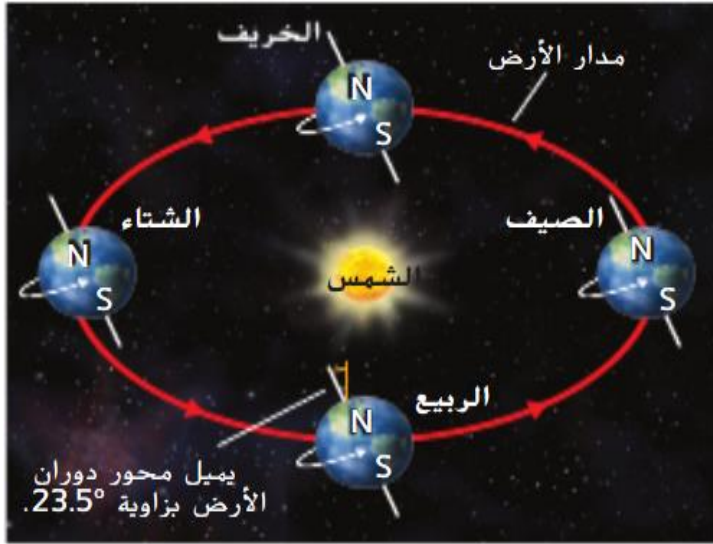 الخريف
مدار الأرض
N
S
الشتاء
N
S
الصيف
N
S
الشمس
الربيع
N
S
يميل محور دوران
الأرض بزاوية 23.5°.